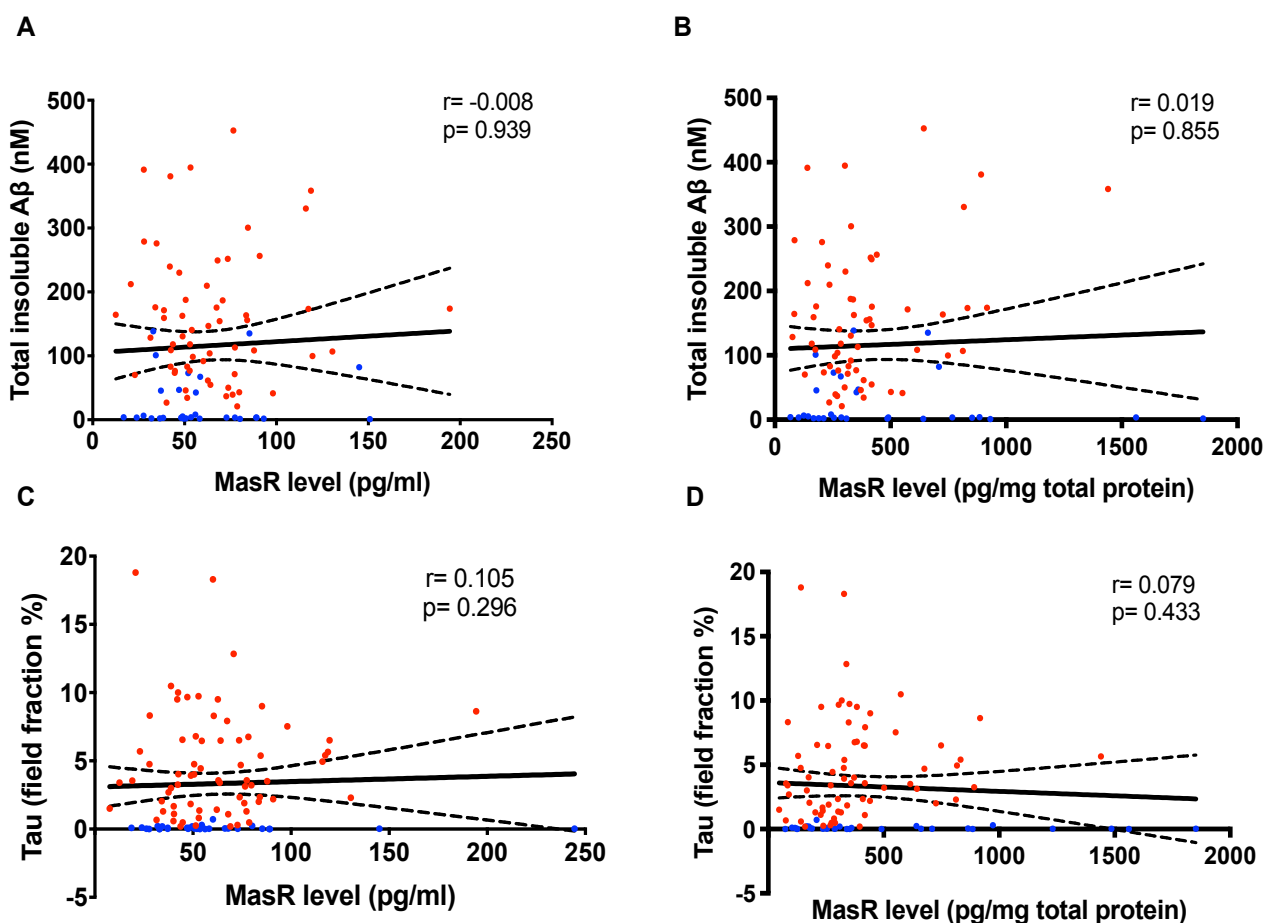 A
B
500
400
300
200
100
0
Total insoluble Aβ (nM)
r= -0.008
p= 0.939
0
50
100
150
200
250
MasR level (pg/ml)
500
400
300
200
100
0
Total insoluble Aβ (nM)
r= 0.019
p= 0.855
0
500
1000
1500
2000
MasR level (pg/mg total protein)
C
D
20
15
10
5
0
-5
Tau (field fraction %)
r= 0.105
p= 0.296
50
100
150
200
250
MasR level (pg/ml)
20
15
10
5
0
-5
Tau (field fraction %)
r= 0.079
p= 0.433
500
1000
1500
2000
MasR level (pg/mg total protein)